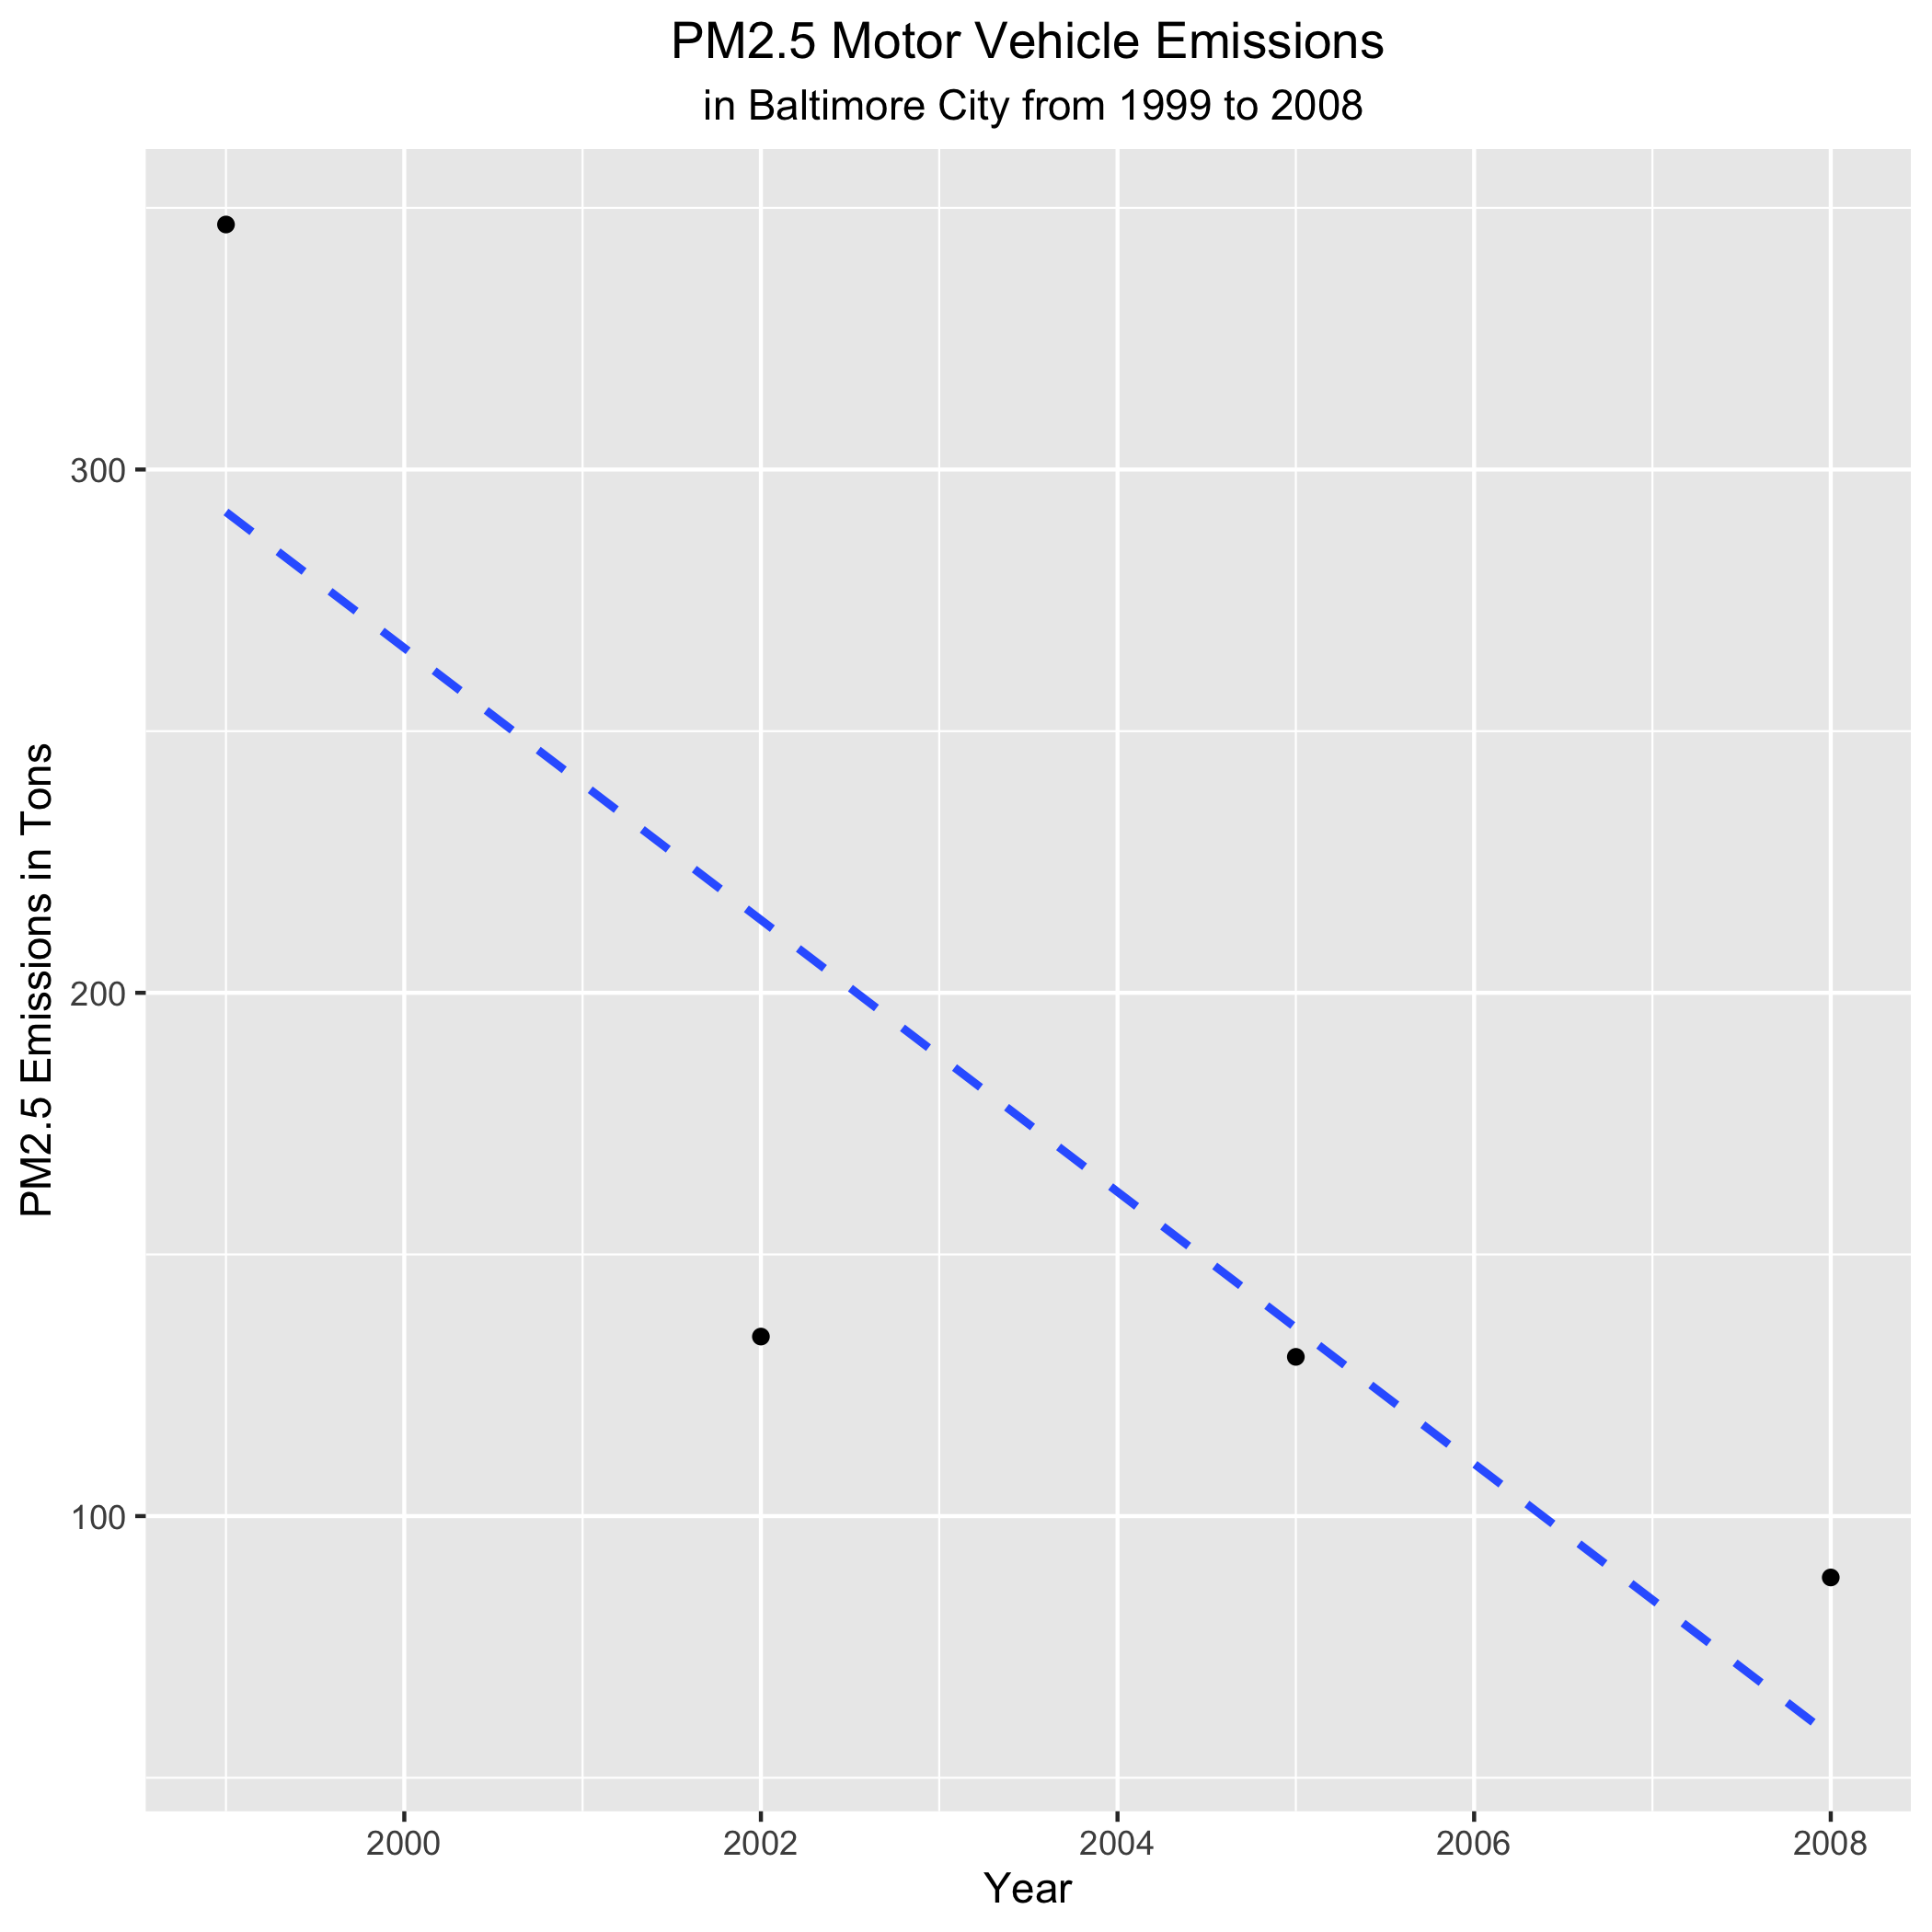 PM2.5 Motor Vehicle Emissions
in Baltimore City from 1999 to 2008
PM2.5 Emissions in Tons
300
200
100
2000
2002
2004
2006
2008
Year